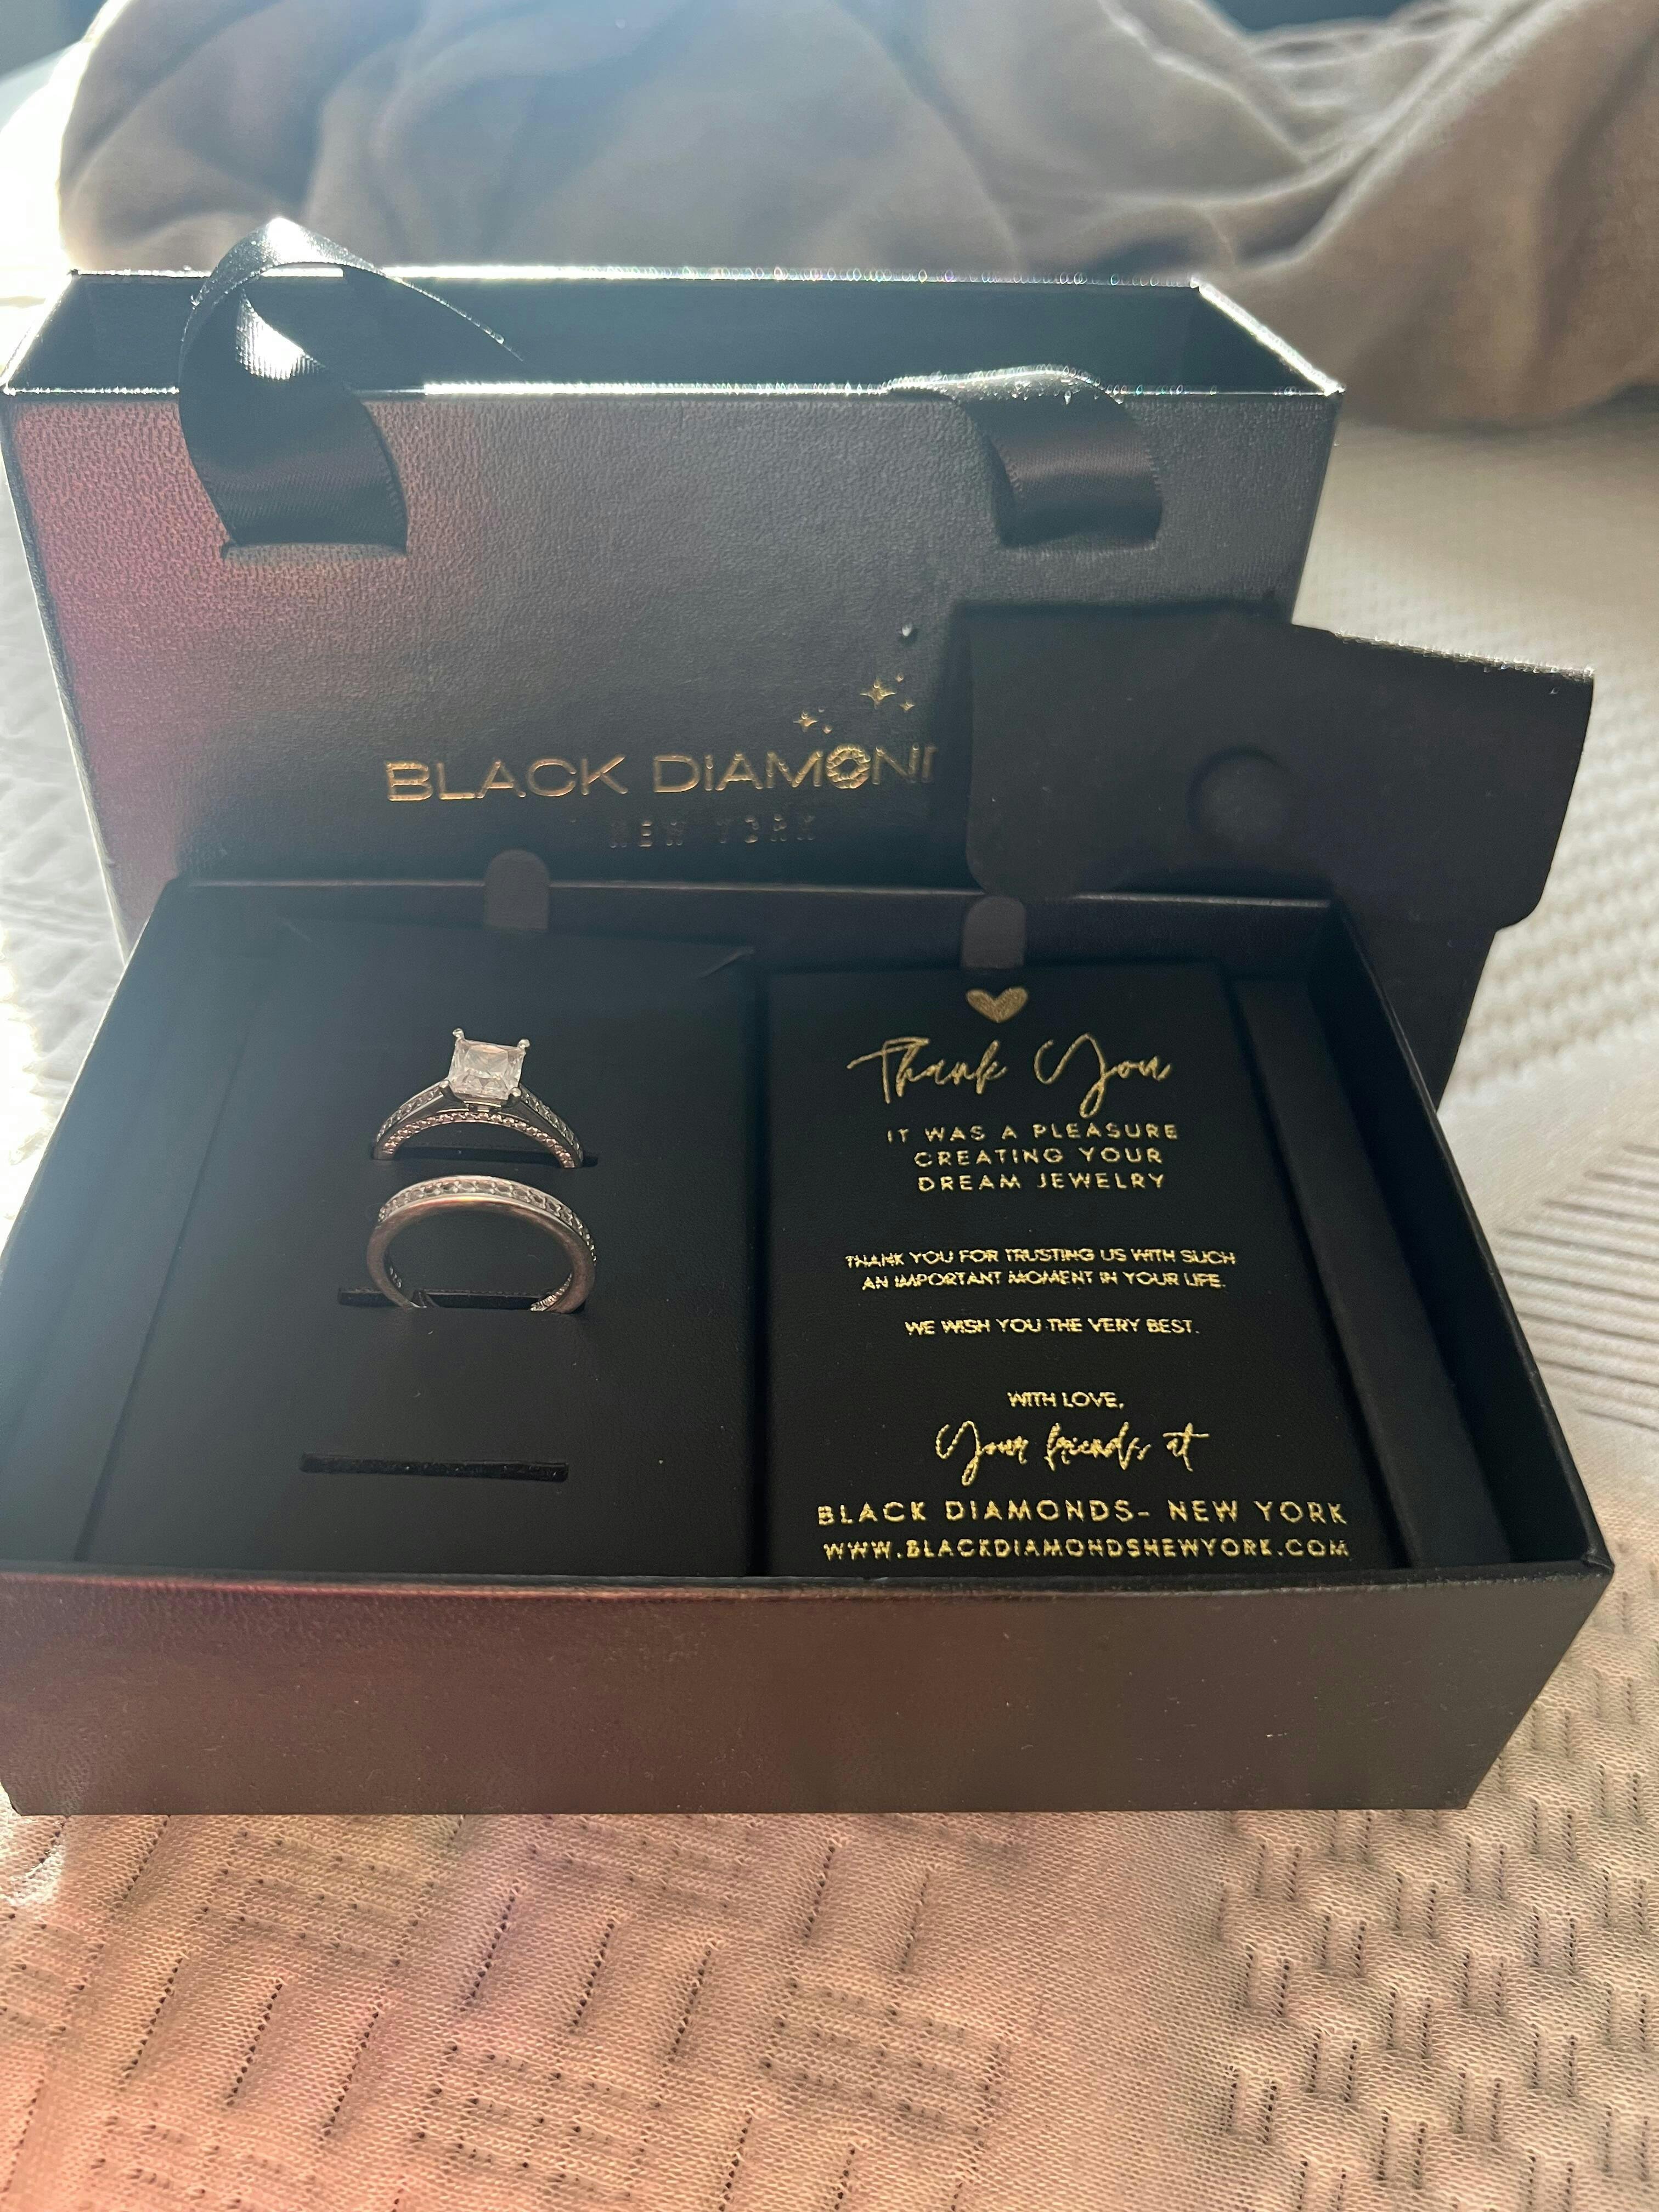 BLACK DIAMON
NEW YORK
Thank You
IT WAS A PLEASURE
CREATING YOUR
DREAM JEWELRY
THANK YOU FOR TRUSTING US WITH SUCH
AN IMPORTANT MOMENT IN YOUR LIFE.
WE WISH YOU THE VERY BEST.
WITH LOVE,
Your friends at
BLACK DIAMONDS- NEW YORK
WWW.BLACKDIAMONDSNEWYORK.COM